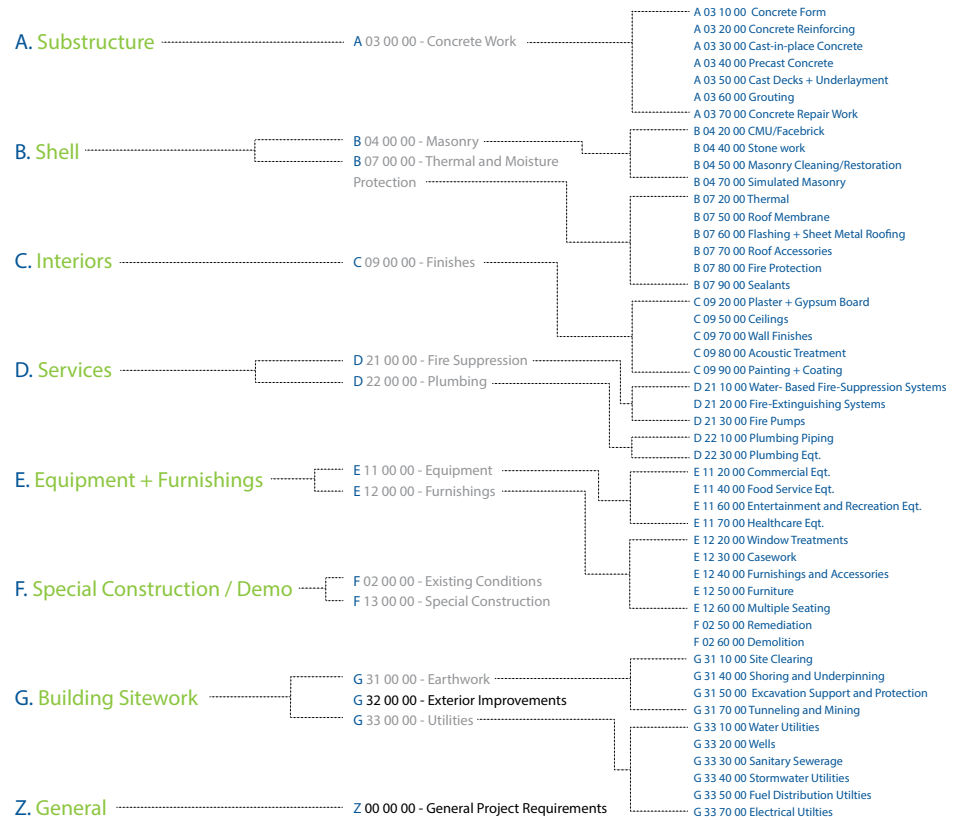 A. Substructure
A 03 00 00 - Concrete Work
A 03 10 00 Concrete Form
A 03 20 00 Concrete Reinforcing
A 03 30 00 Cast-in-place Concrete
A 03 40 00 Precast Concrete
A 03 50 00 Cast Decks + Underlayment
A 03 60 00 Grouting
A 03 70 00 Concrete Repair Work
B. Shell
B 04 00 00 - Masonry
B 04 20 00 CMU/Facebrick
B 04 40 00 Stone work
B 04 50 00 Masonry Cleaning/Restoration
B 04 70 00 Simulated Masonry
B 07 00 00 - Thermal and Moisture
Protection
B 07 20 00 Thermal
B 07 50 00 Roof Membrane
B 07 60 00 Flashing + Sheet Metal Roofing
B 07 70 00 Roof Accessories
B 07 80 00 Fire Protection
B 07 90 00 Sealants
C. Interiors
C 09 00 00 - Finishes
C 09 20 00 Plaster + Gypsum Board
C 09 50 00 Ceilings
C 09 70 00 Wall Finishes
C 09 80 00 Acoustic Treatment
C 09 90 00 Painting + Coating
D. Services
D 21 00 00 - Fire Suppression
D 21 10 00 Water- Based Fire-Suppression Systems
D 21 20 00 Fire-Extinguishing Systems
D 21 30 00 Fire Pumps
D 22 00 00 - Plumbing
D 22 10 00 Plumbing Piping
D 22 30 00 Plumbing Eqt.
E. Equipment + Furnishings
E 11 00 00 - Equipment
E 11 20 00 Commercial Eqt.
E 11 40 00 Food Service Eqt.
E 11 60 00 Entertainment and Recreation Eqt.
E 11 70 00 Healthcare Eqt.
E 12 00 00 - Furnishings
E 12 20 00 Window Treatments
E 12 30 00 Casework
E 12 40 00 Furnishings and Accessories
E 12 50 00 Furniture
E 12 60 00 Multiple Seating
F. Special Construction / Demo
F 02 00 00 - Existing Conditions
F 13 00 00 - Special Construction
F 02 50 00 Remediation
F 02 60 00 Demolition
G. Building Sitework
G 31 00 00 - Earthwork
G 31 10 00 Site Clearing
G 31 40 00 Shoring and Underpinning
G 31 50 00 Excavation Support and Protection
G 31 70 00 Tunneling and Mining
G 32 00 00 - Exterior Improvements
G 33 00 00 - Utilities
G 33 10 00 Water Utilities
G 33 20 00 Wells
G 33 30 00 Sanitary Sewerage
G 33 40 00 Stormwater Utilities
G 33 50 00 Fuel Distribution Utilties
G 33 70 00 Electrical Utilties
Z. General
Z 00 00 00 - General Project Requirements